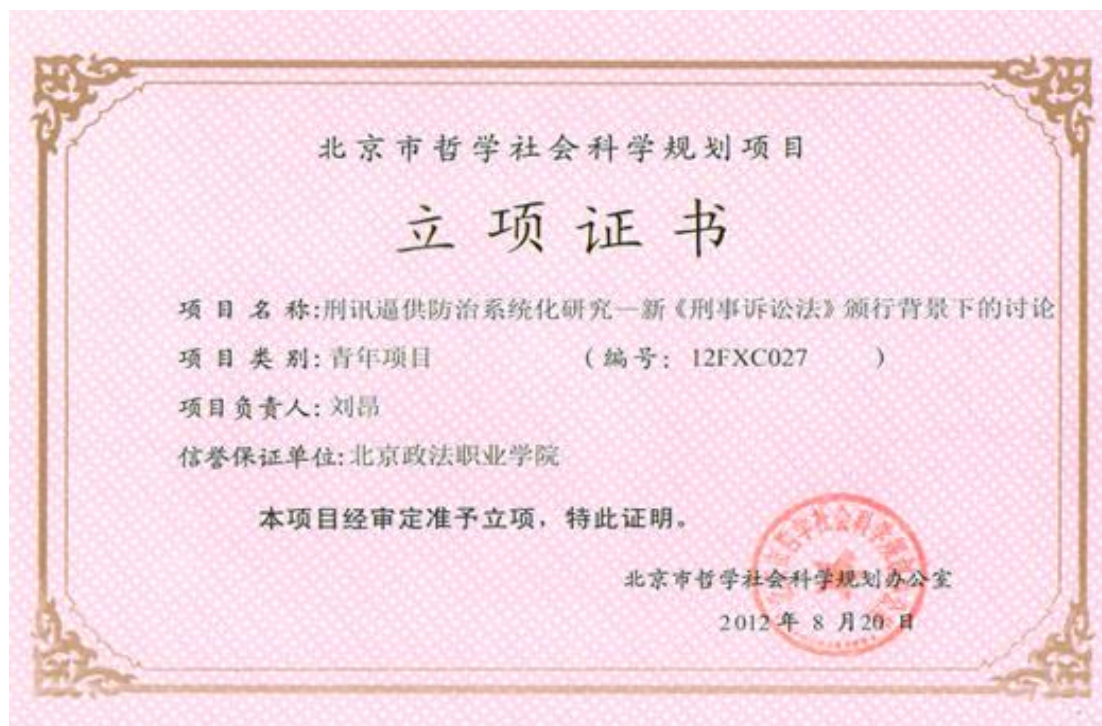 北京市哲学社会科学规划项目
立项证书
项目名称:刑讯逼供防治系统化研究—新《刑事诉讼法》颁行背景下的讨论
项目类别:青年项目 (编号: 12FXC027 )
项目负责人:刘昂
信誉保证单位:北京政法职业学院
本项目经审定准予立项，特此证明。
北京市哲学社会科学规划办公室
2012年8月20日